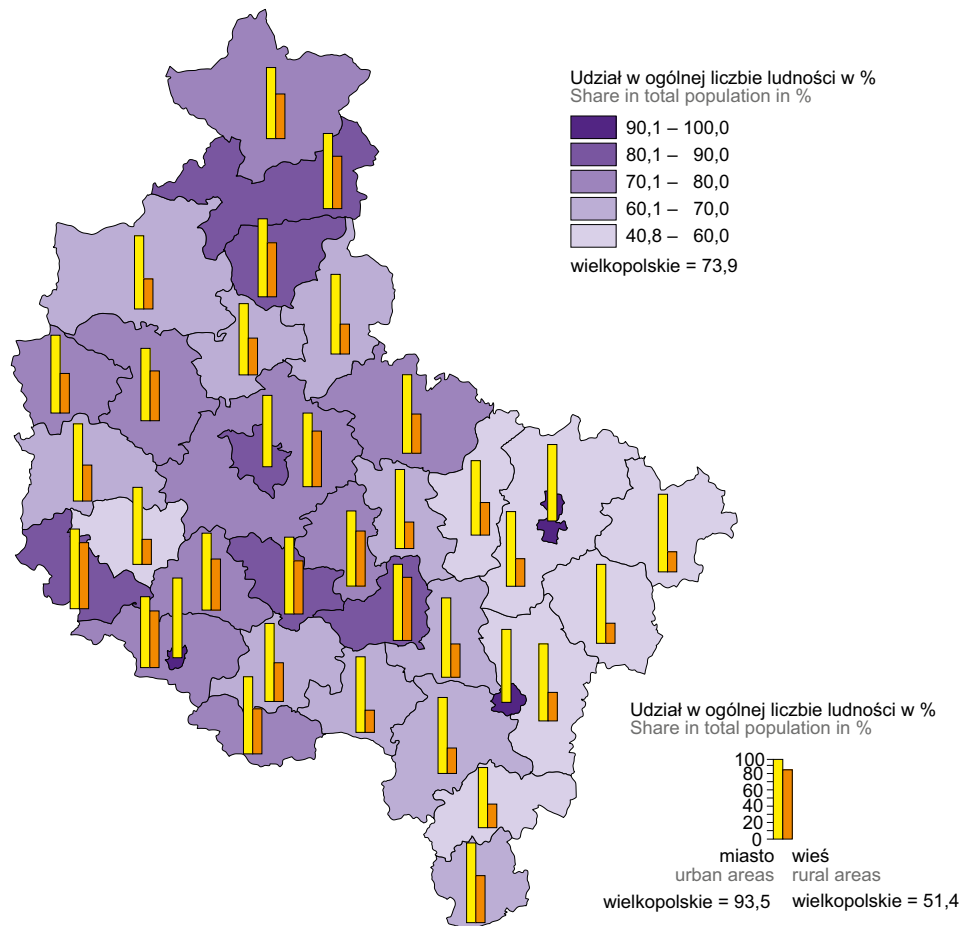 Udział w ogólnej liczbie ludności w %
Share in total population in %
90,1 – 100,0
80,1 – 90,0
70,1 – 80,0
60,1 – 70,0
40,8 – 60,0
wielkopolskie = 73,9
Udział w ogólnej liczbie ludności w %
Share in total population in %
100
80
60
40
20
0
miasto wieś
urban areas rural areas
wielkopolskie = 93,5 wielkopolskie = 51,4